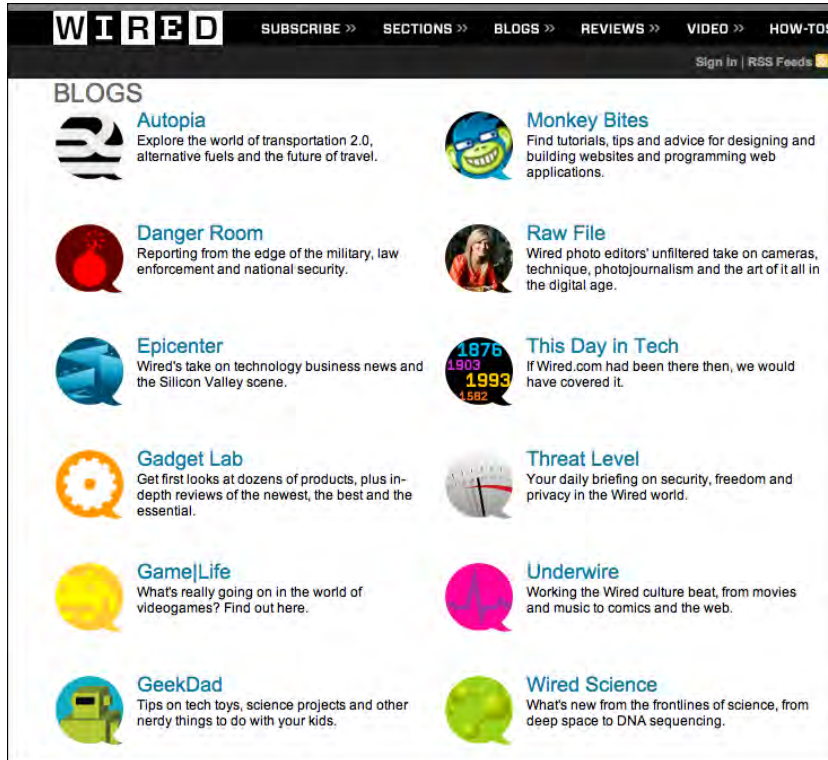 WIRED SUBSCRIBE >> SECTIONS >> BLOGS >> REVIEWS >> VIDEO >> HOW-TOS
Sign In | RSS Feeds
BLOGS
Autopia
Explore the world of transportation 2.0,
alternative fuels and the future of travel.
Monkey Bites
Find tutorials, tips and advice for designing and
building websites and programming web
applications.
Danger Room
Reporting from the edge of the military, law
enforcement and national security.
Raw File
Wired photo editors' unfiltered take on cameras,
technique, photojournalism and the art of it all in
the digital age.
Epicenter
Wired's take on technology business news and
the Silicon Valley scene.
1876
1903
1993
1582
This Day in Tech
If Wired.com had been there then, we would
have covered it.
Gadget Lab
Get first looks at dozens of products, plus in-
depth reviews of the newest, the best and the
essential.
Threat Level
Your daily briefing on security, freedom and
privacy in the Wired world.
Game|Life
What's really going on in the world of
videogames? Find out here.
Underwire
Working the Wired culture beat, from movies
and music to comics and the web.
GeekDad
Tips on tech toys, science projects and other
nerdy things to do with your kids.
Wired Science
What's new from the frontlines of science, from
deep space to DNA sequencing.